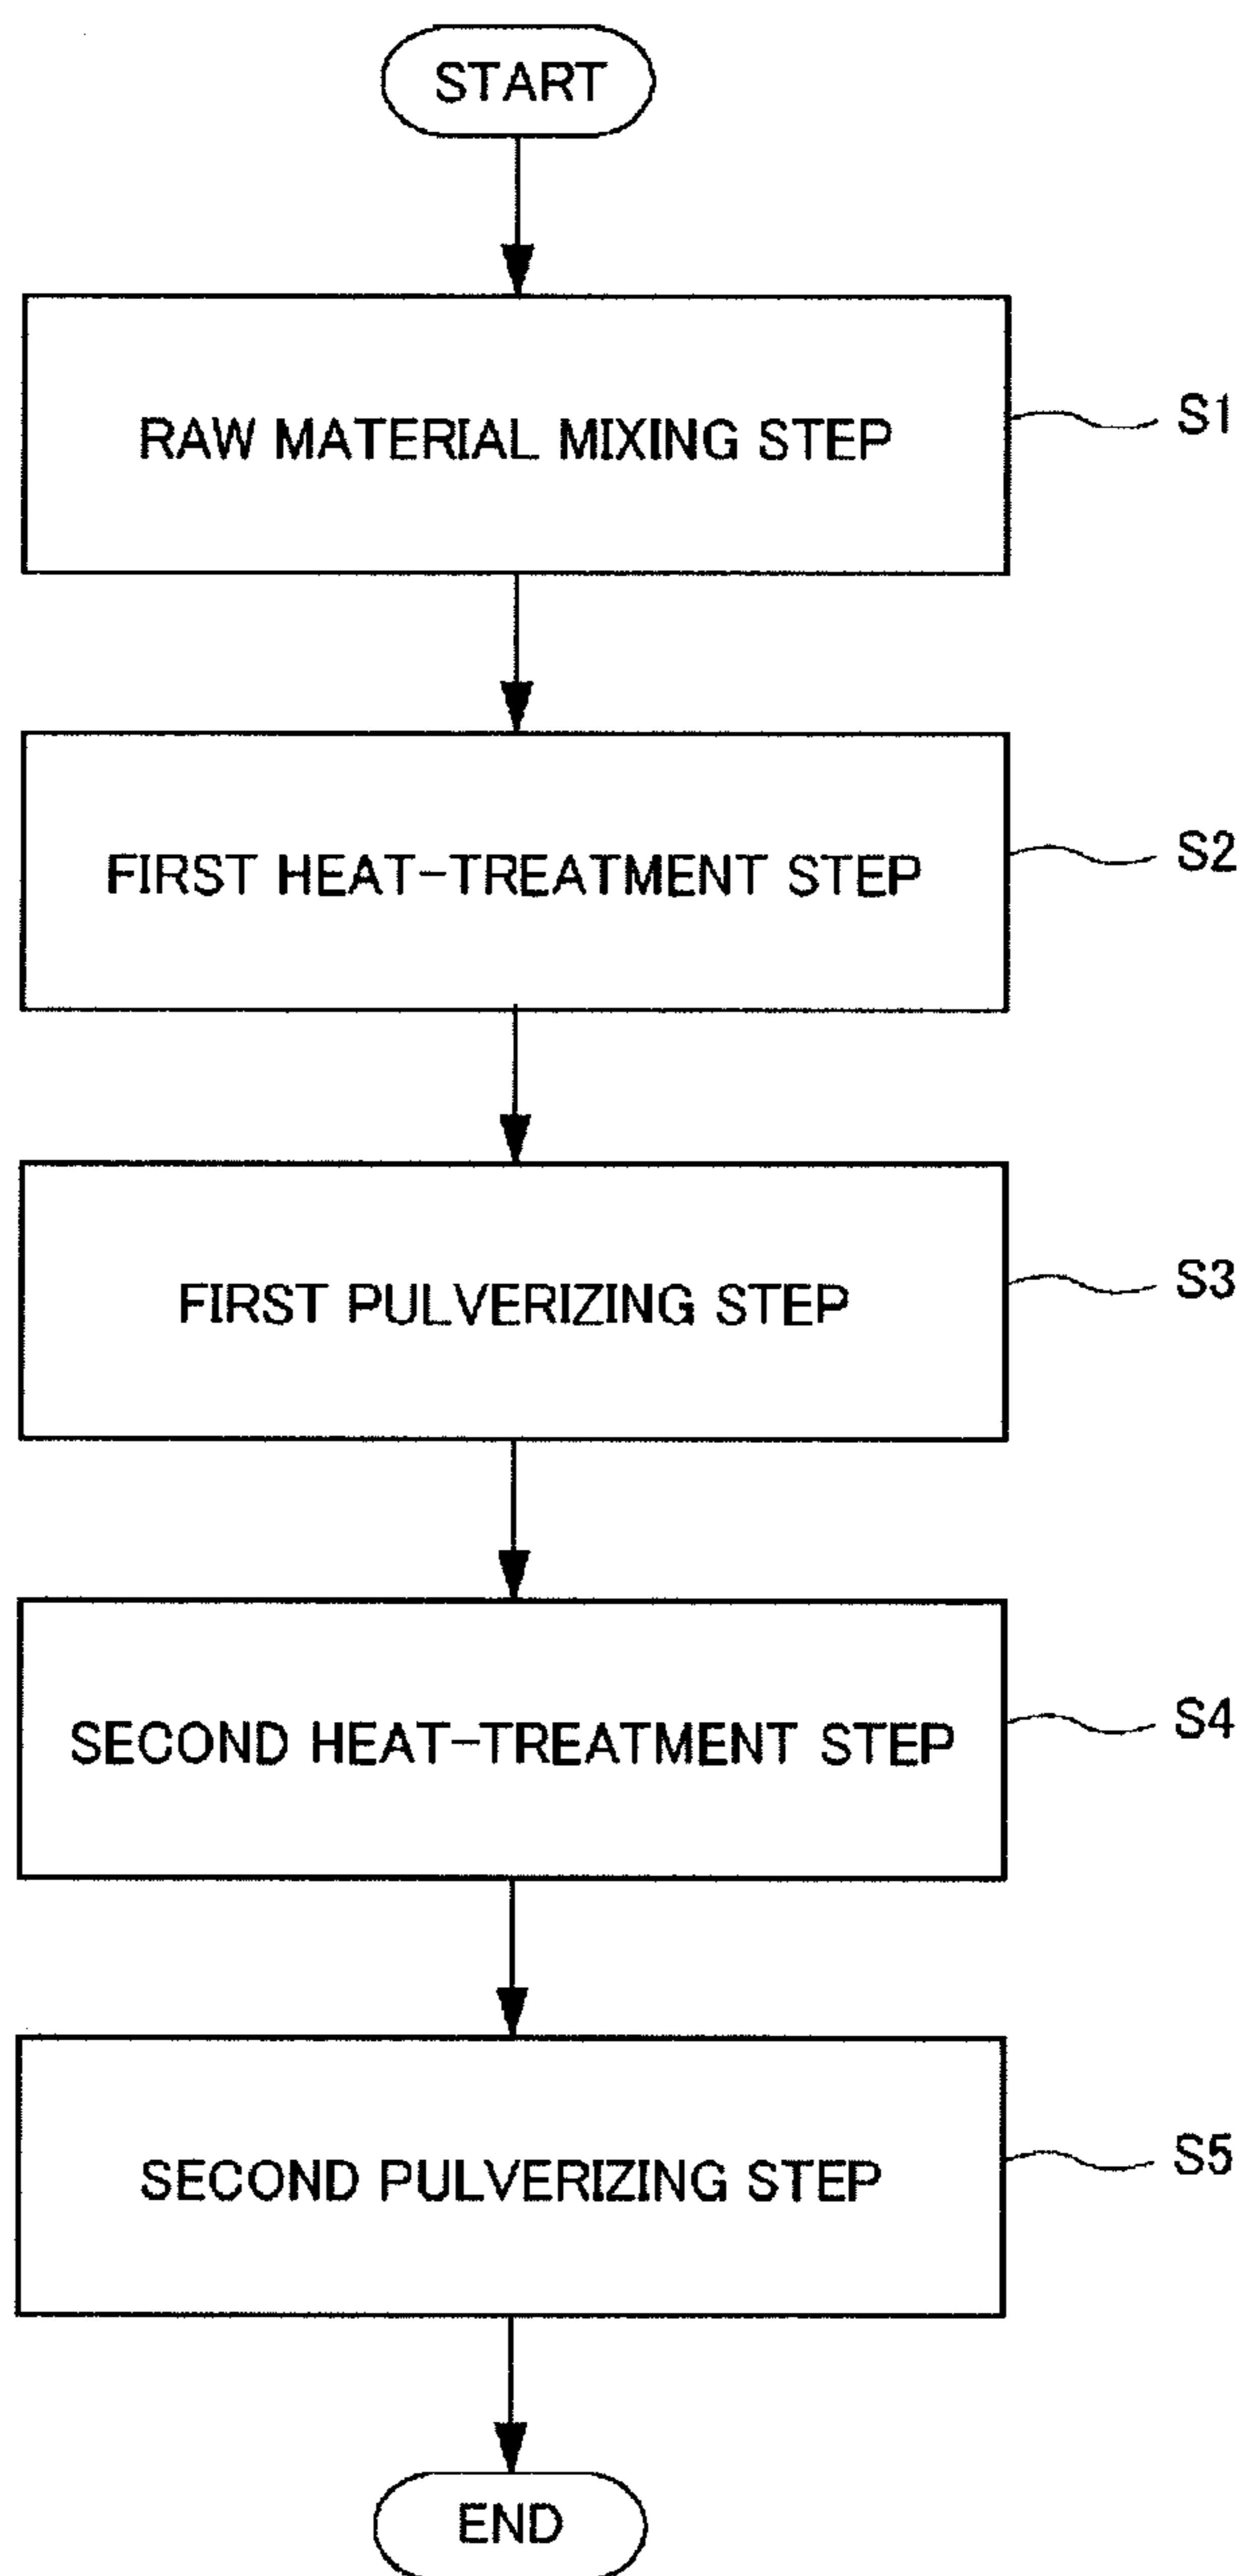 START
RAW MATERIAL MIXING STEP
S1
FIRST HEAT-TREATMENT STEP
S2
FIRST PULVERIZING STEP
S3
SECOND HEAT-TREATMENT STEP
S4
SECOND PULVERIZING STEP
S5
END